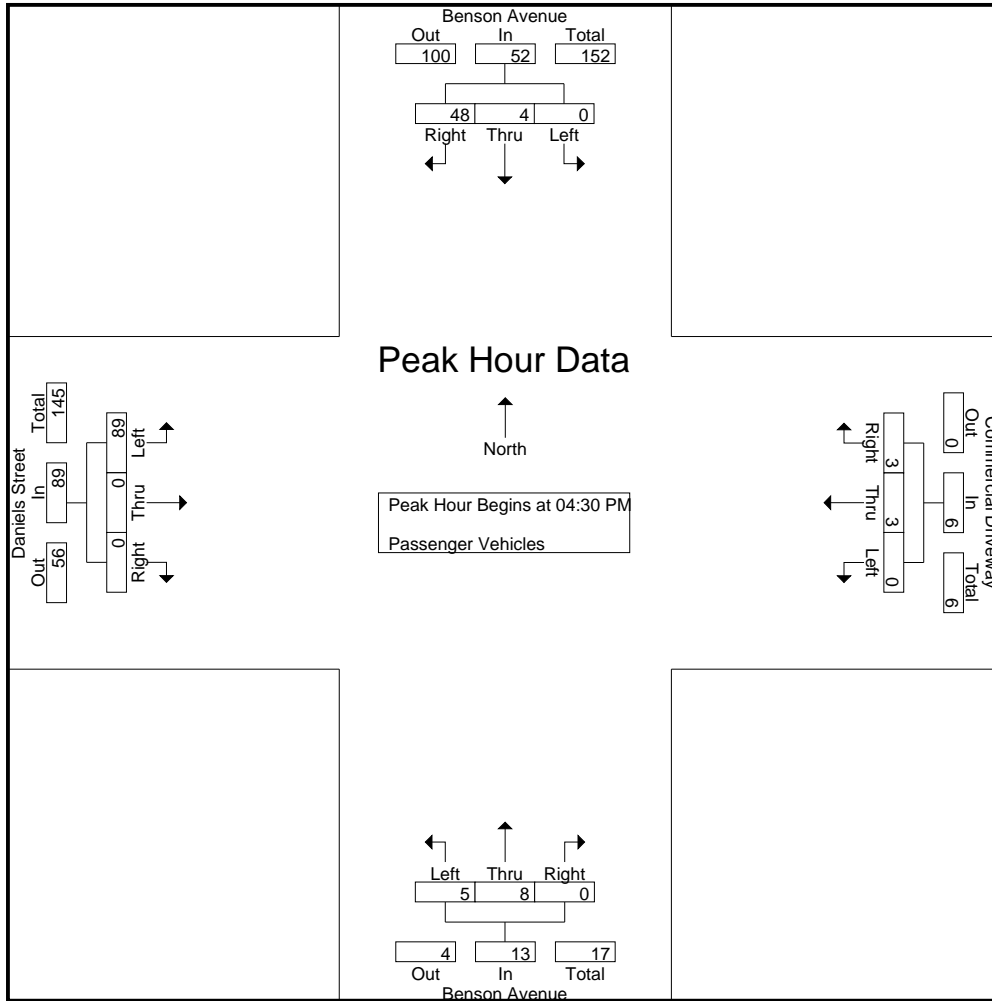 Benson Avenue
Out In Total
100 52 152
48 4 0
Right Thru Left
Peak Hour Data
North
Peak Hour Begins at 04:30 PM
Passenger Vehicles
Daniels Street
Total In Out
145 89 56
89 0 0
Left Thru Right
Commercial Driveway
Out In Total
0 6 6
3 3 0
Right Thru Left
Left Thru Right
5 8 0
4 13 17
Out In Total
Benson Avenue